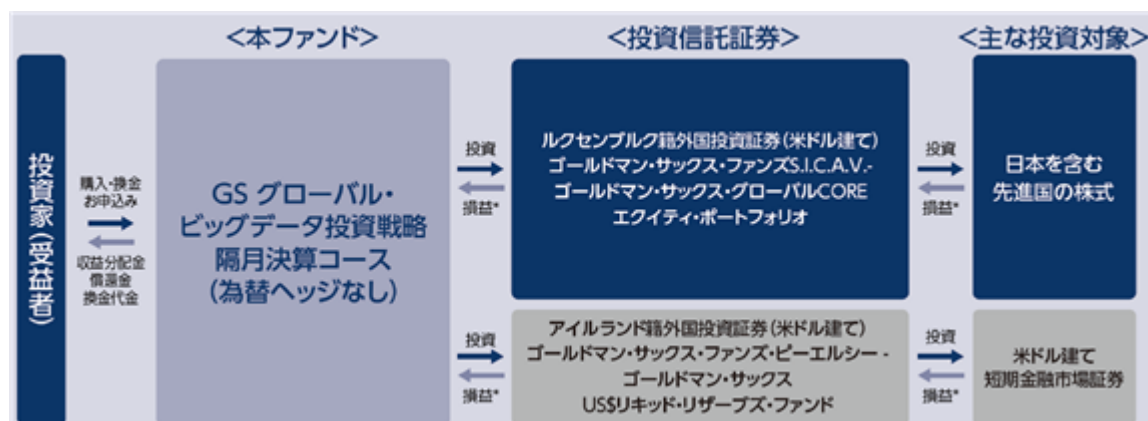 <本ファンド>
<投資信託証券>
<主な投資対象>
投資家(受益者)
購入・換金
お申込み
収益分配金
償還金
換金代金
GS グローバル・
ビッグデータ投資戦略
隔月決算コース
(為替ヘッジなし)
投資
損益*
ルクセンブルク籍外国投資証券(米ドル建て)
ゴールドマン・サックス・ファンズS.I.C.A.V.-
ゴールドマン・サックス・グローバルCORE
エクイティ・ポートフォリオ
投資
損益*
日本を含む
先進国の株式
投資
損益*
アイルランド籍外国投資証券(米ドル建て)
ゴールドマン・サックス・ファンズ・ピーエルシー -
ゴールドマン・サックス
US$リキッド・リザーブズ・ファンド
投資
損益*
米ドル建て
短期金融市場証券